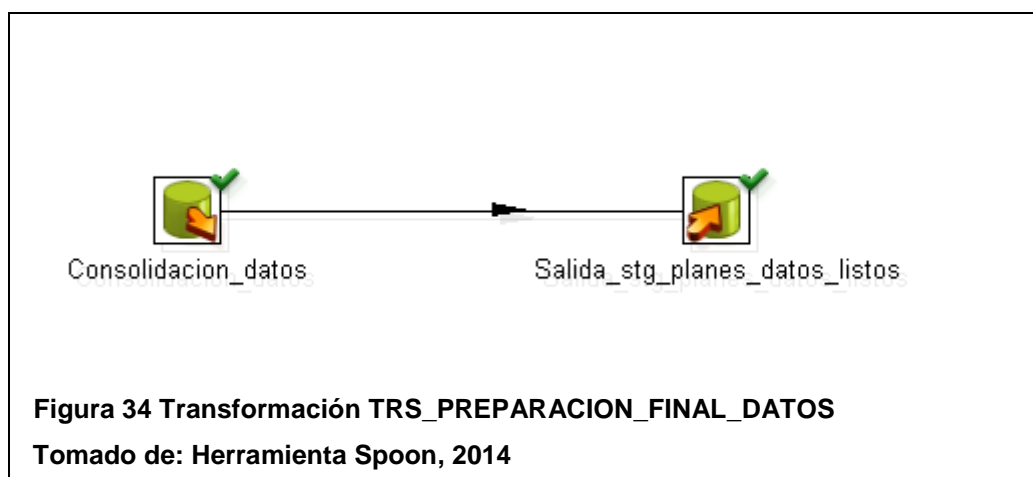 Consolidacion_datos
Salida_stg_planes_datos_listos
Figura 34 Transformación TRS_PREPARACION_FINAL_DATOS
Tomado de: Herramienta Spoon, 2014